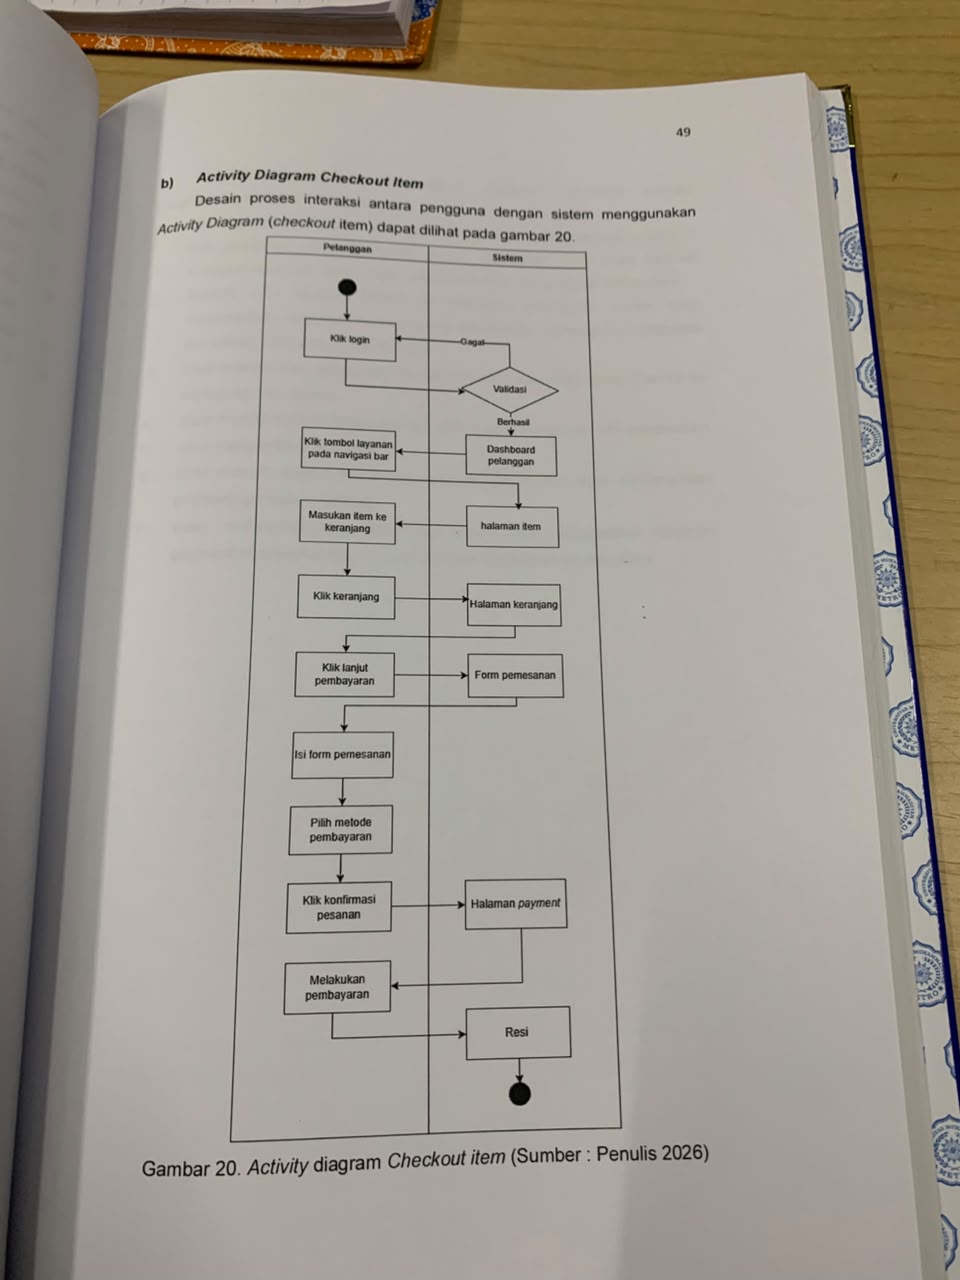 49
b) Activity Diagram Checkout Item
Desain proses interaksi antara pengguna dengan sistem menggunakan
Activity Diagram (checkout item) dapat dilihat pada gambar 20.
Pelanggan
Sistem
Klik login
Gagal
Validasi
Berhasil
Klik tombol layanan
pada navigasi bar
Dashboard
pelanggan
Masukan item ke
keranjang
halaman item
Klik keranjang
Halaman keranjang
Klik lanjut
pembayaran
Form pemesanan
Isi form pemesanan
Pilih metode
pembayaran
Klik konfirmasi
pesanan
Halaman payment
Melakukan
pembayaran
Resi
Gambar 20. Activity diagram Checkout item (Sumber : Penulis 2026)